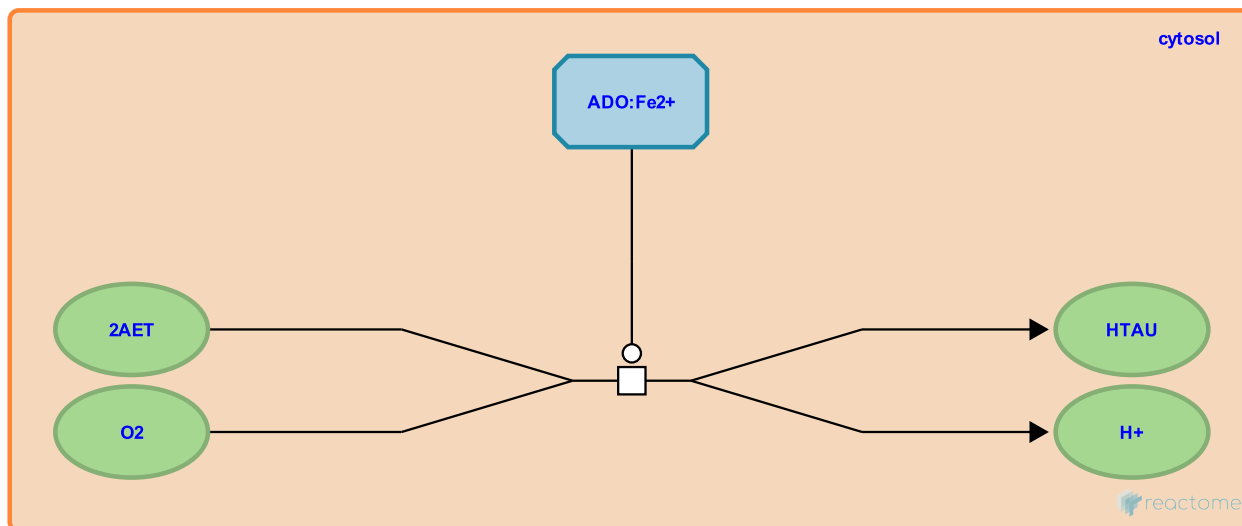 cytosol
ADO:Fe2+
2AET
HTAU
O2
H+
reactome